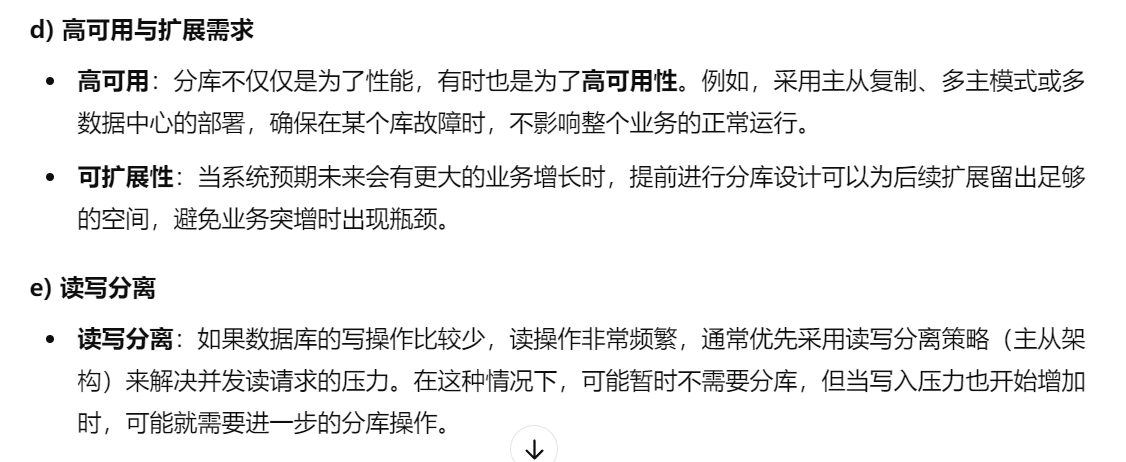 d) 高可用与扩展需求
高可用：分库不仅仅是为了性能，有时也是为了高可用性。例如，采用主从复制、多主模式或多
数据中心的部署，确保在某个库故障时，不影响整个业务的正常运行。
可扩展性：当系统预期未来会有更大的业务增长时，提前进行分库设计可以为后续扩展留出足够
的空间，避免业务突增时出现瓶颈。
e) 读写分离
读写分离：如果数据库的写操作比较少，读操作非常频繁，通常优先采用读写分离策略（主从架
构）来解决并发读请求的压力。在这种情况下，可能暂时不需要分库，但当写入压力也开始增加
时，可能就需要进一步的分库操作。